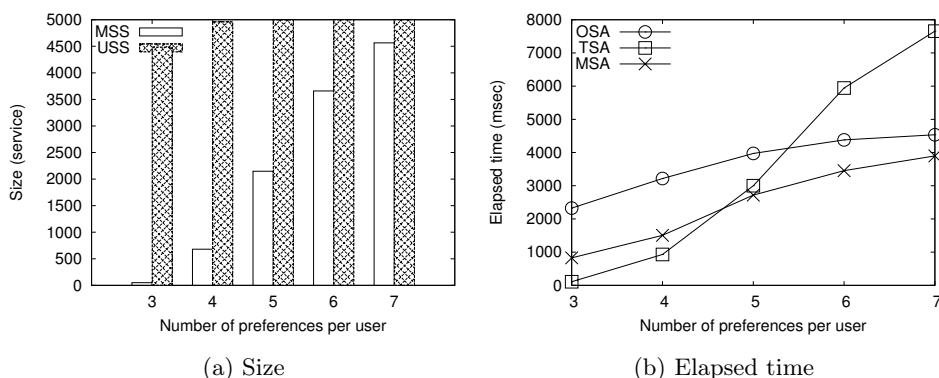 5000
4500
4000
3500
3000
2500
2000
1500
1000
500
0
Size (service)
MSS
USS
3 4 5 6 7
Number of preferences per user
(a) Size
8000
7000
6000
5000
4000
3000
2000
1000
0
Elapsed time (msec)
OSA
TSA
MSA
3 4 5 6 7
Number of preferences per user
(b) Elapsed time